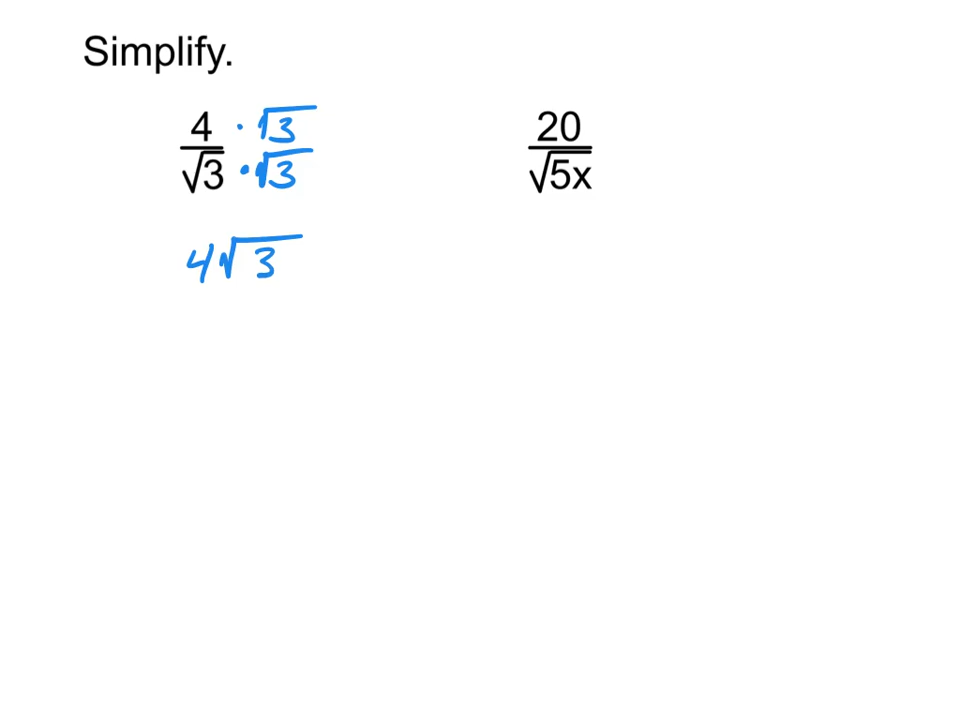 Simplify.
4 · √3
√3 · √3
4√3
20
√5x